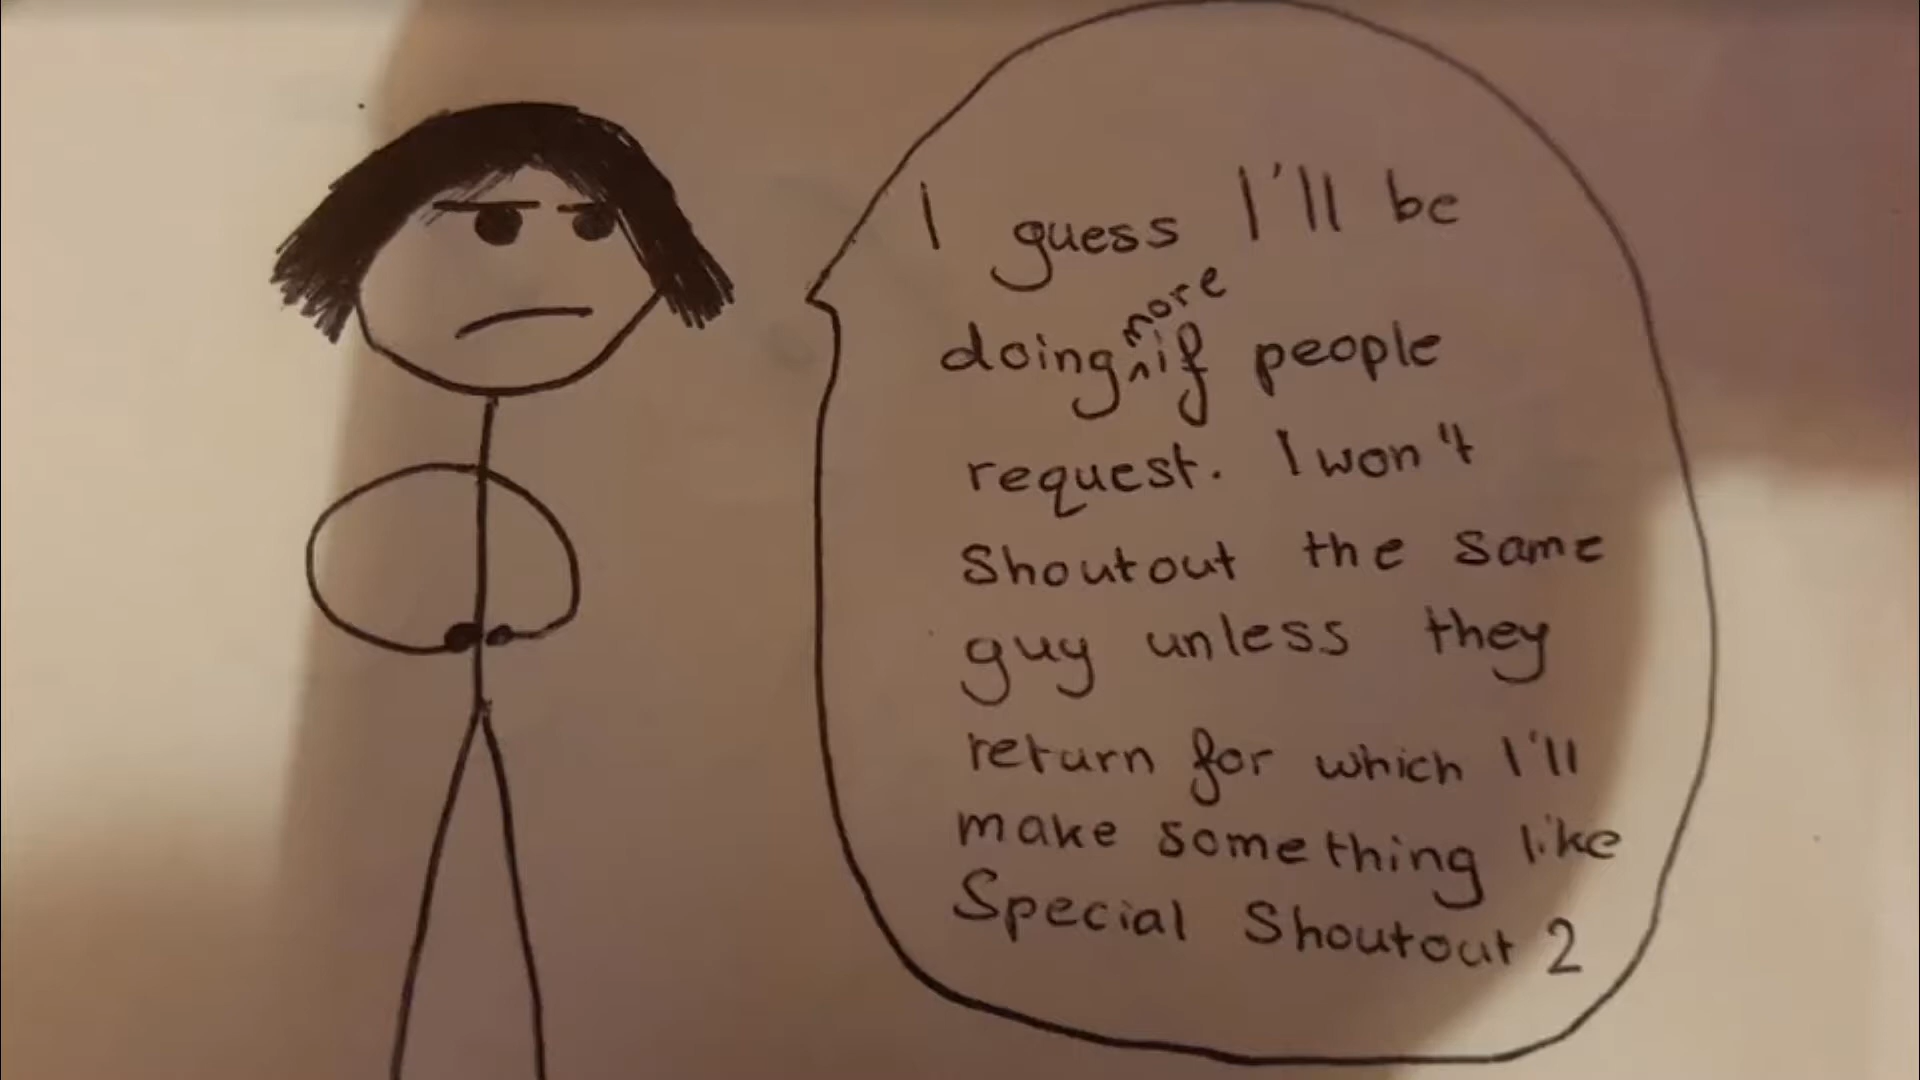 I guess I'll be
doing more if people
request. I won't
Shoutout the same
guy unless they
return for which I'll
make something like
Special Shoutout 2